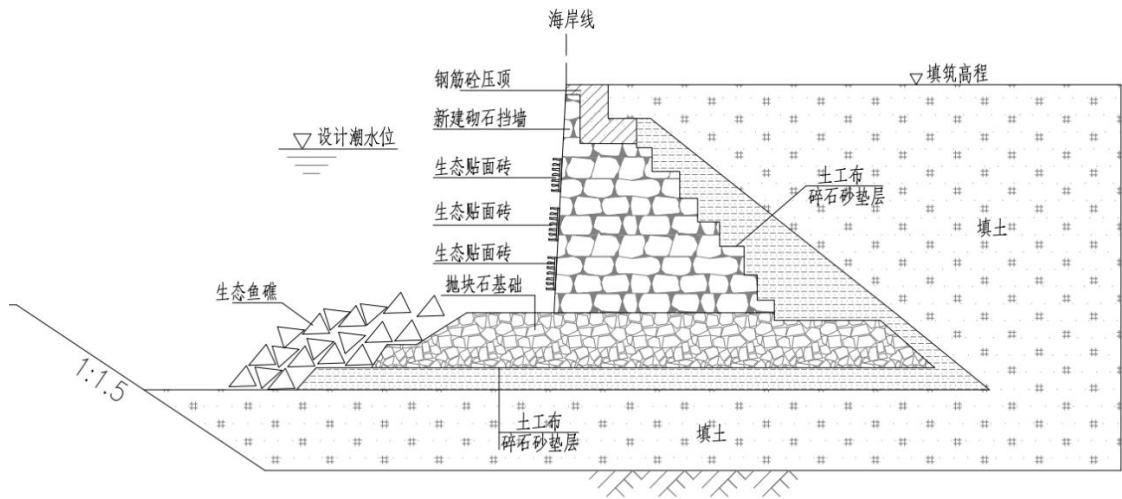 海岸线
钢筋砼压顶
填筑高程
新建砌石挡墙
设计潮水位
生态贴面砖
土工布
碎石砂垫层
生态贴面砖
填土
生态贴面砖
抛块石基础
生态鱼礁
1:1.5
土工布
碎石砂垫层
填土